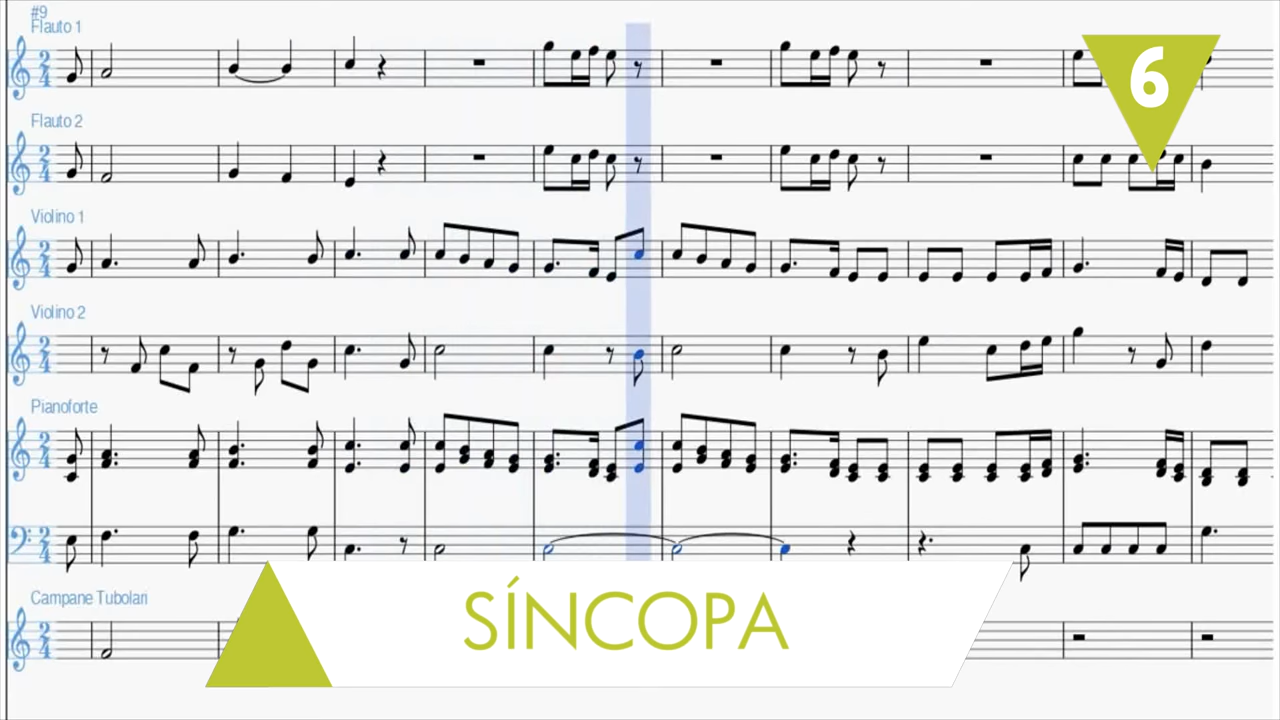 #9
Flauto 1
6
Flauto 2
Violino 1
Violino 2
Pianoforte
Campane Tubolari
SÍNCOPA